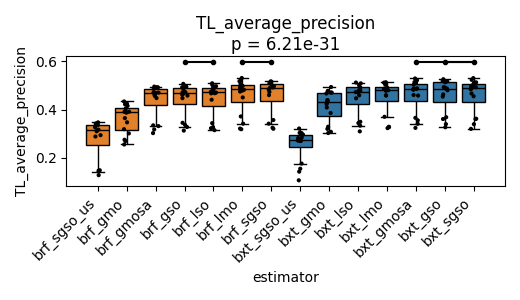 TL_average_precision
p = 6.21e-31
TL_average_precision
0.6
0.4
0.2
brf_sgso_us
brf_gmo
brf_gmosa
brf_gso
brf_lso
brf_lmo
brf_sgso
bxt_sgso_us
bxt_gmo
bxt_lso
bxt_lmo
bxt_gmosa
bxt_gso
bxt_sgso
estimator